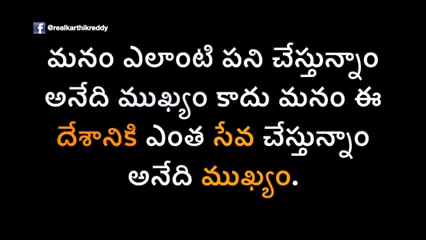 @realkarthikreddy
మనం ఎలాంటి పని చేస్తున్నాం
అనేది ముఖ్యం కాదు మనం ఈ
దేశానికి ఎంత సేవ చేస్తున్నాం
అనేది ముఖ్యం.